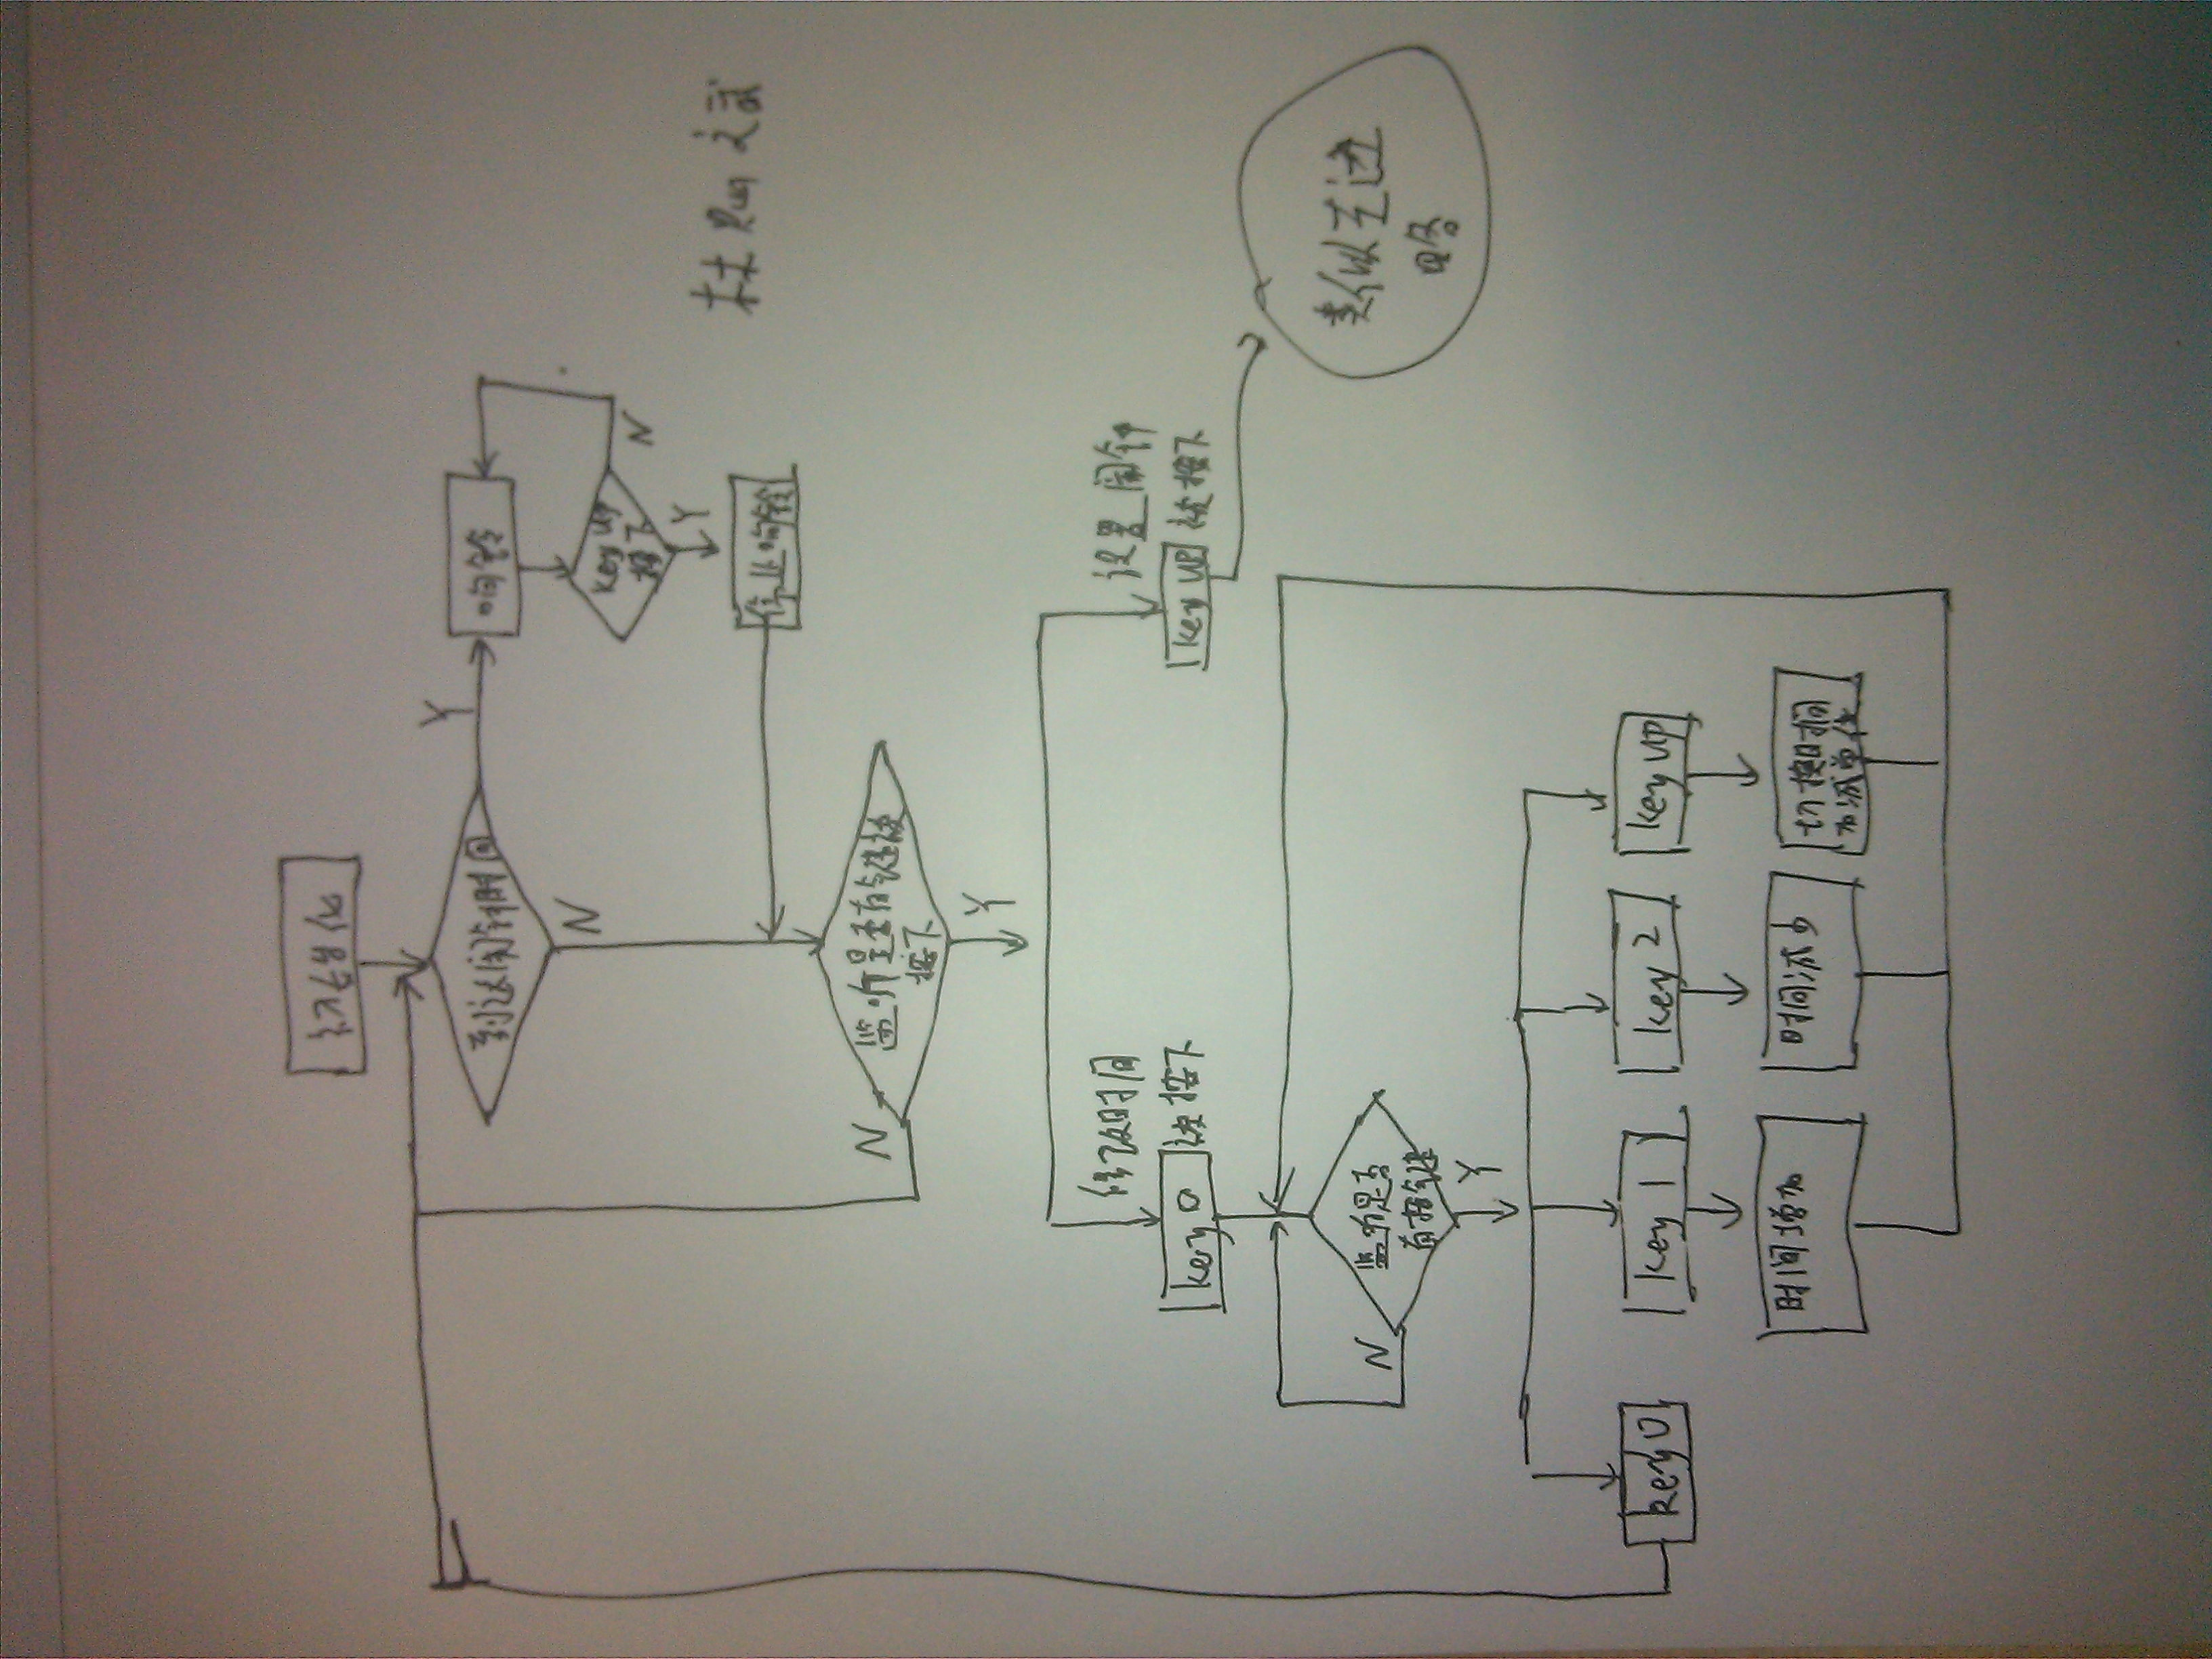 初始化
到达闹钟时间
Y
响铃
N
key up
按下
N
Y
停止响铃
监听是否有键被
按下
N
Y
修改时间
设置闹钟
key 0 被按下
key up 被按下
监听是否
有按键
N
类似左边
略
Y
key 0
key 1
key 2
key up
时间增加
时间减少
切换时间
加减单位